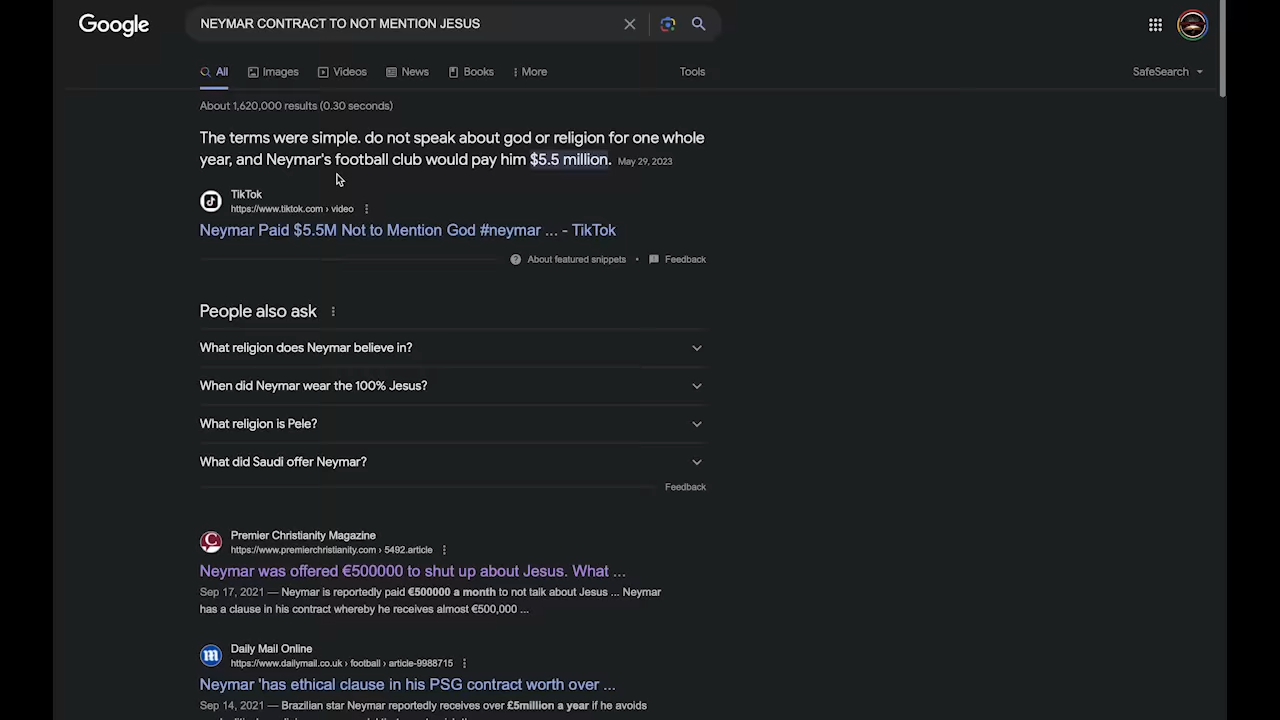 Google
NEYMAR CONTRACT TO NOT MENTION JESUS
All Images Videos News Books More Tools SafeSearch
About 1,620,000 results (0.30 seconds)
The terms were simple. do not speak about god or religion for one whole
year, and Neymar's football club would pay him $5.5 million. May 29, 2023
TikTok
https://www.tiktok.com › video
Neymar Paid $5.5M Not to Mention God #neymar ... - TikTok
About featured snippets • Feedback
People also ask
What religion does Neymar believe in?
When did Neymar wear the 100% Jesus?
What religion is Pele?
What did Saudi offer Neymar?
Feedback
Premier Christianity Magazine
https://www.premierchristianity.com › 5492.article
Neymar was offered €500000 to shut up about Jesus. What ...
Sep 17, 2021 — Neymar is reportedly paid €500000 a month to not talk about Jesus ... Neymar
has a clause in his contract whereby he receives almost €500,000 ...
Daily Mail Online
https://www.dailymail.co.uk › football › article-9988715
Neymar 'has ethical clause in his PSG contract worth over ...
Sep 14, 2021 — Brazilian star Neymar reportedly receives over £5million a year if he avoids